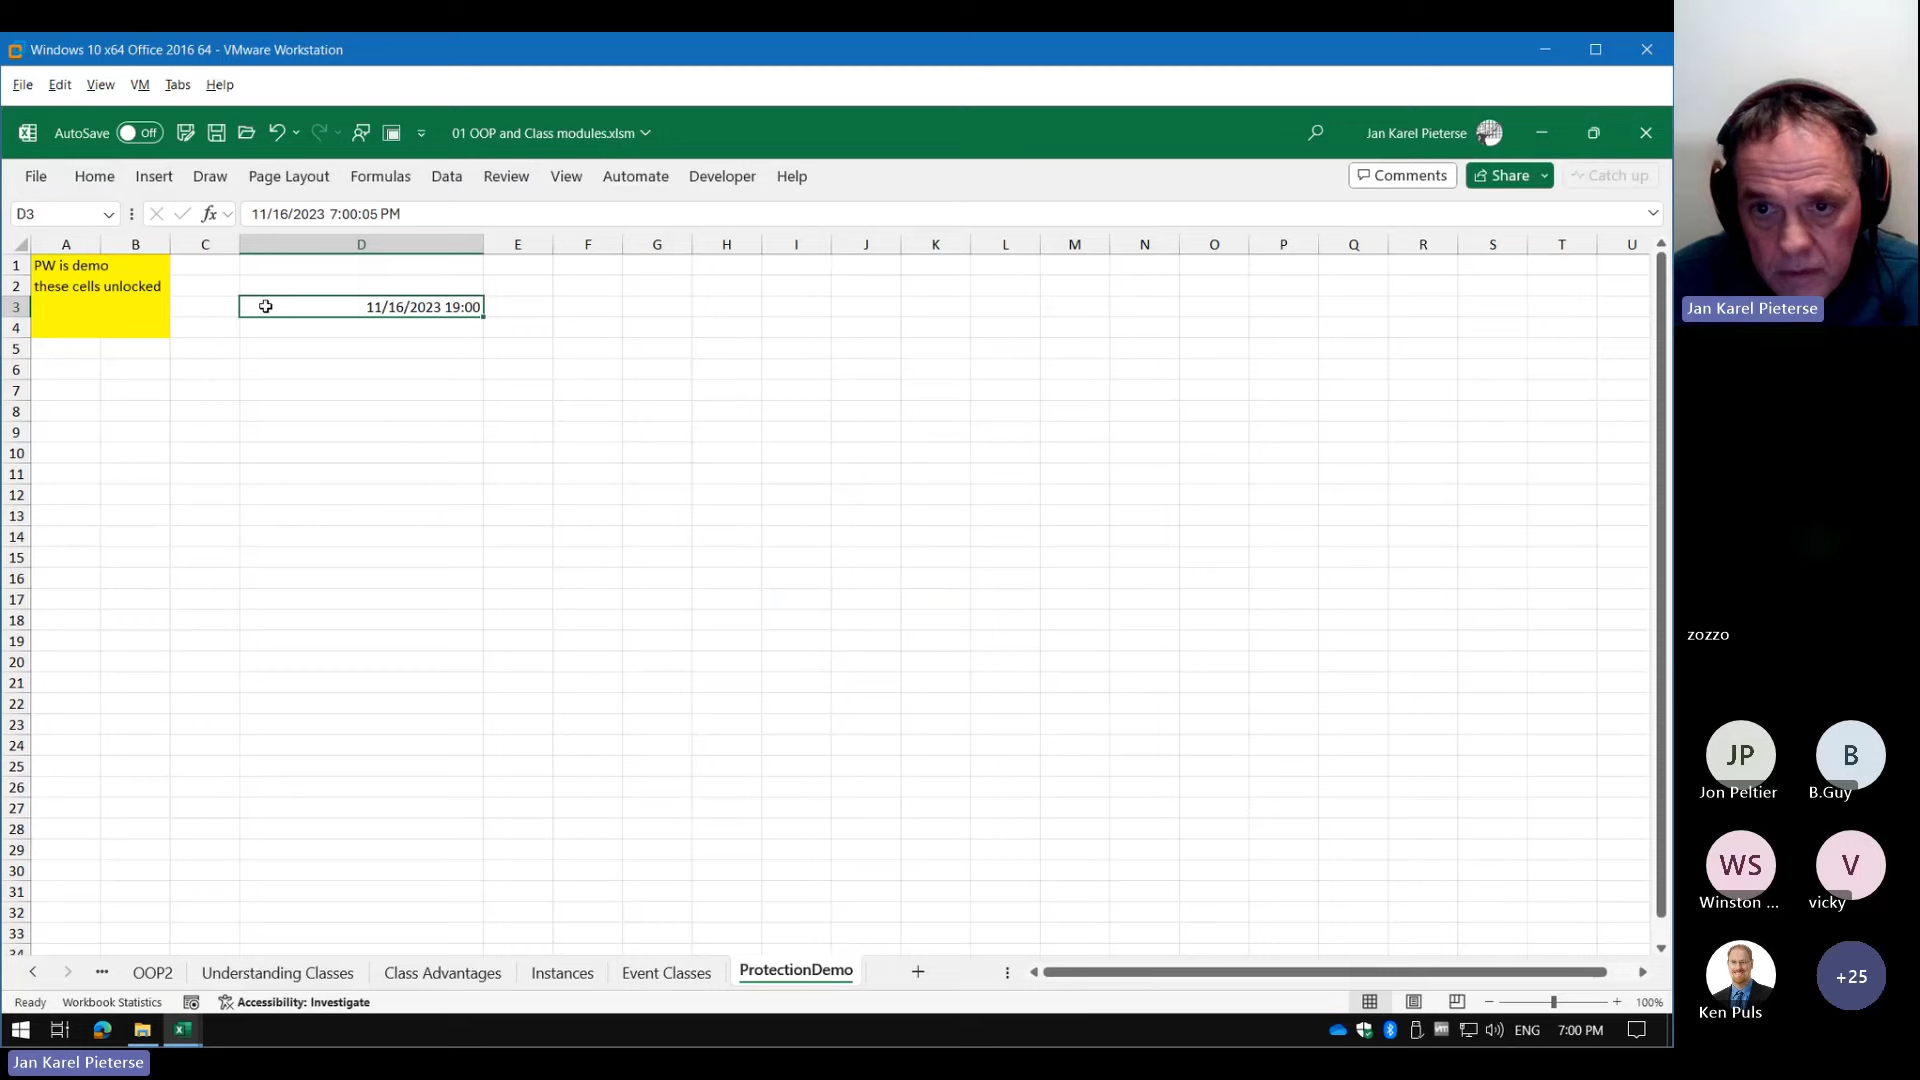 Windows 10 x64 Office 2016 64 - VMware Workstation
File Edit View VM Tabs Help
AutoSave Off 01 OOP and Class modules.xlsm Jan Karel Pieterse
File Home Insert Draw Page Layout Formulas Data Review View Automate Developer Help Comments Share Catch up
D3 fx 11/16/2023 7:00:05 PM
A B C D E F G H I J K L M N O P Q R S T U
1 PW is demo
2 these cells unlocked
3 11/16/2023 19:00
4
5
6
7
8
9
10
11
12
13
14
15
16
17
18
19
20
21
22
23
24
25
26
27
28
29
30
31
32
33
34
OOP2 Understanding Classes Class Advantages Instances Event Classes ProtectionDemo
Ready Workbook Statistics Accessibility: Investigate 100%
ENG 7:00 PM
Jan Karel Pieterse
Jan Karel Pieterse
zozzo
JP B
Jon Peltier B.Guy
WS V
Winston ... vicky
+25
Ken Puls